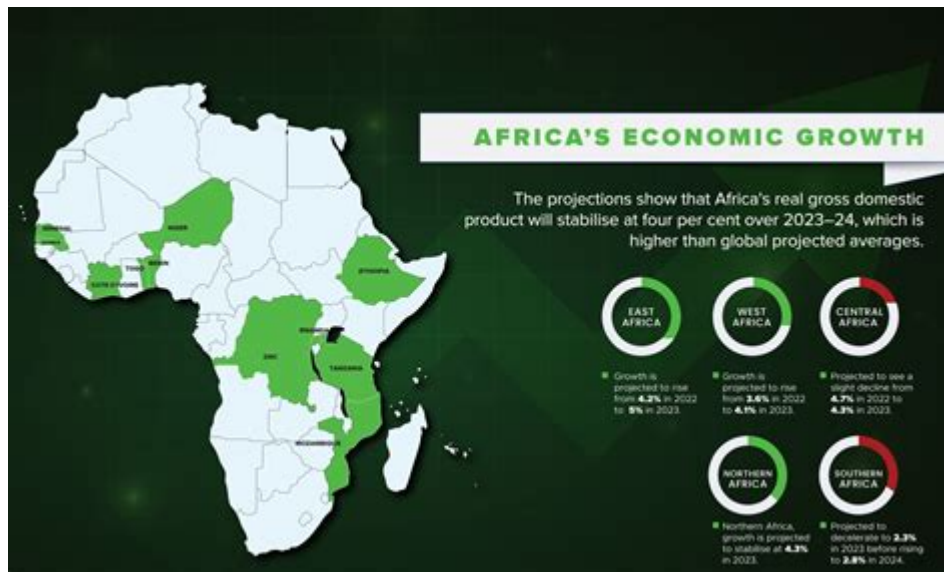 AFRICA'S ECONOMIC GROWTH
The projections show that Africa's real gross domestic
product will stabilise at four per cent over 2023–24, which is
higher than global projected averages.
EAST
AFRICA
Growth is
projected to rise
from 4.2% in 2022
to 5% in 2023.
WEST
AFRICA
Growth is
projected to rise
from 3.6% in 2022
to 4.1% in 2023.
CENTRAL
AFRICA
Projected to see a
slight decline from
4.7% in 2022 to
4.3% in 2023.
NORTHERN
AFRICA
Northern Africa,
growth is projected
to stabilise at 4.3%
in 2023.
SOUTHERN
AFRICA
Projected to
decelerate to 2.3%
in 2023 before rising
to 2.8% in 2024.
SENEGAL
NIGER
BENIN
TOGO
COTE D'IVOIRE
ETHIOPIA
DRC
TANZANIA
MOZAMBIQUE